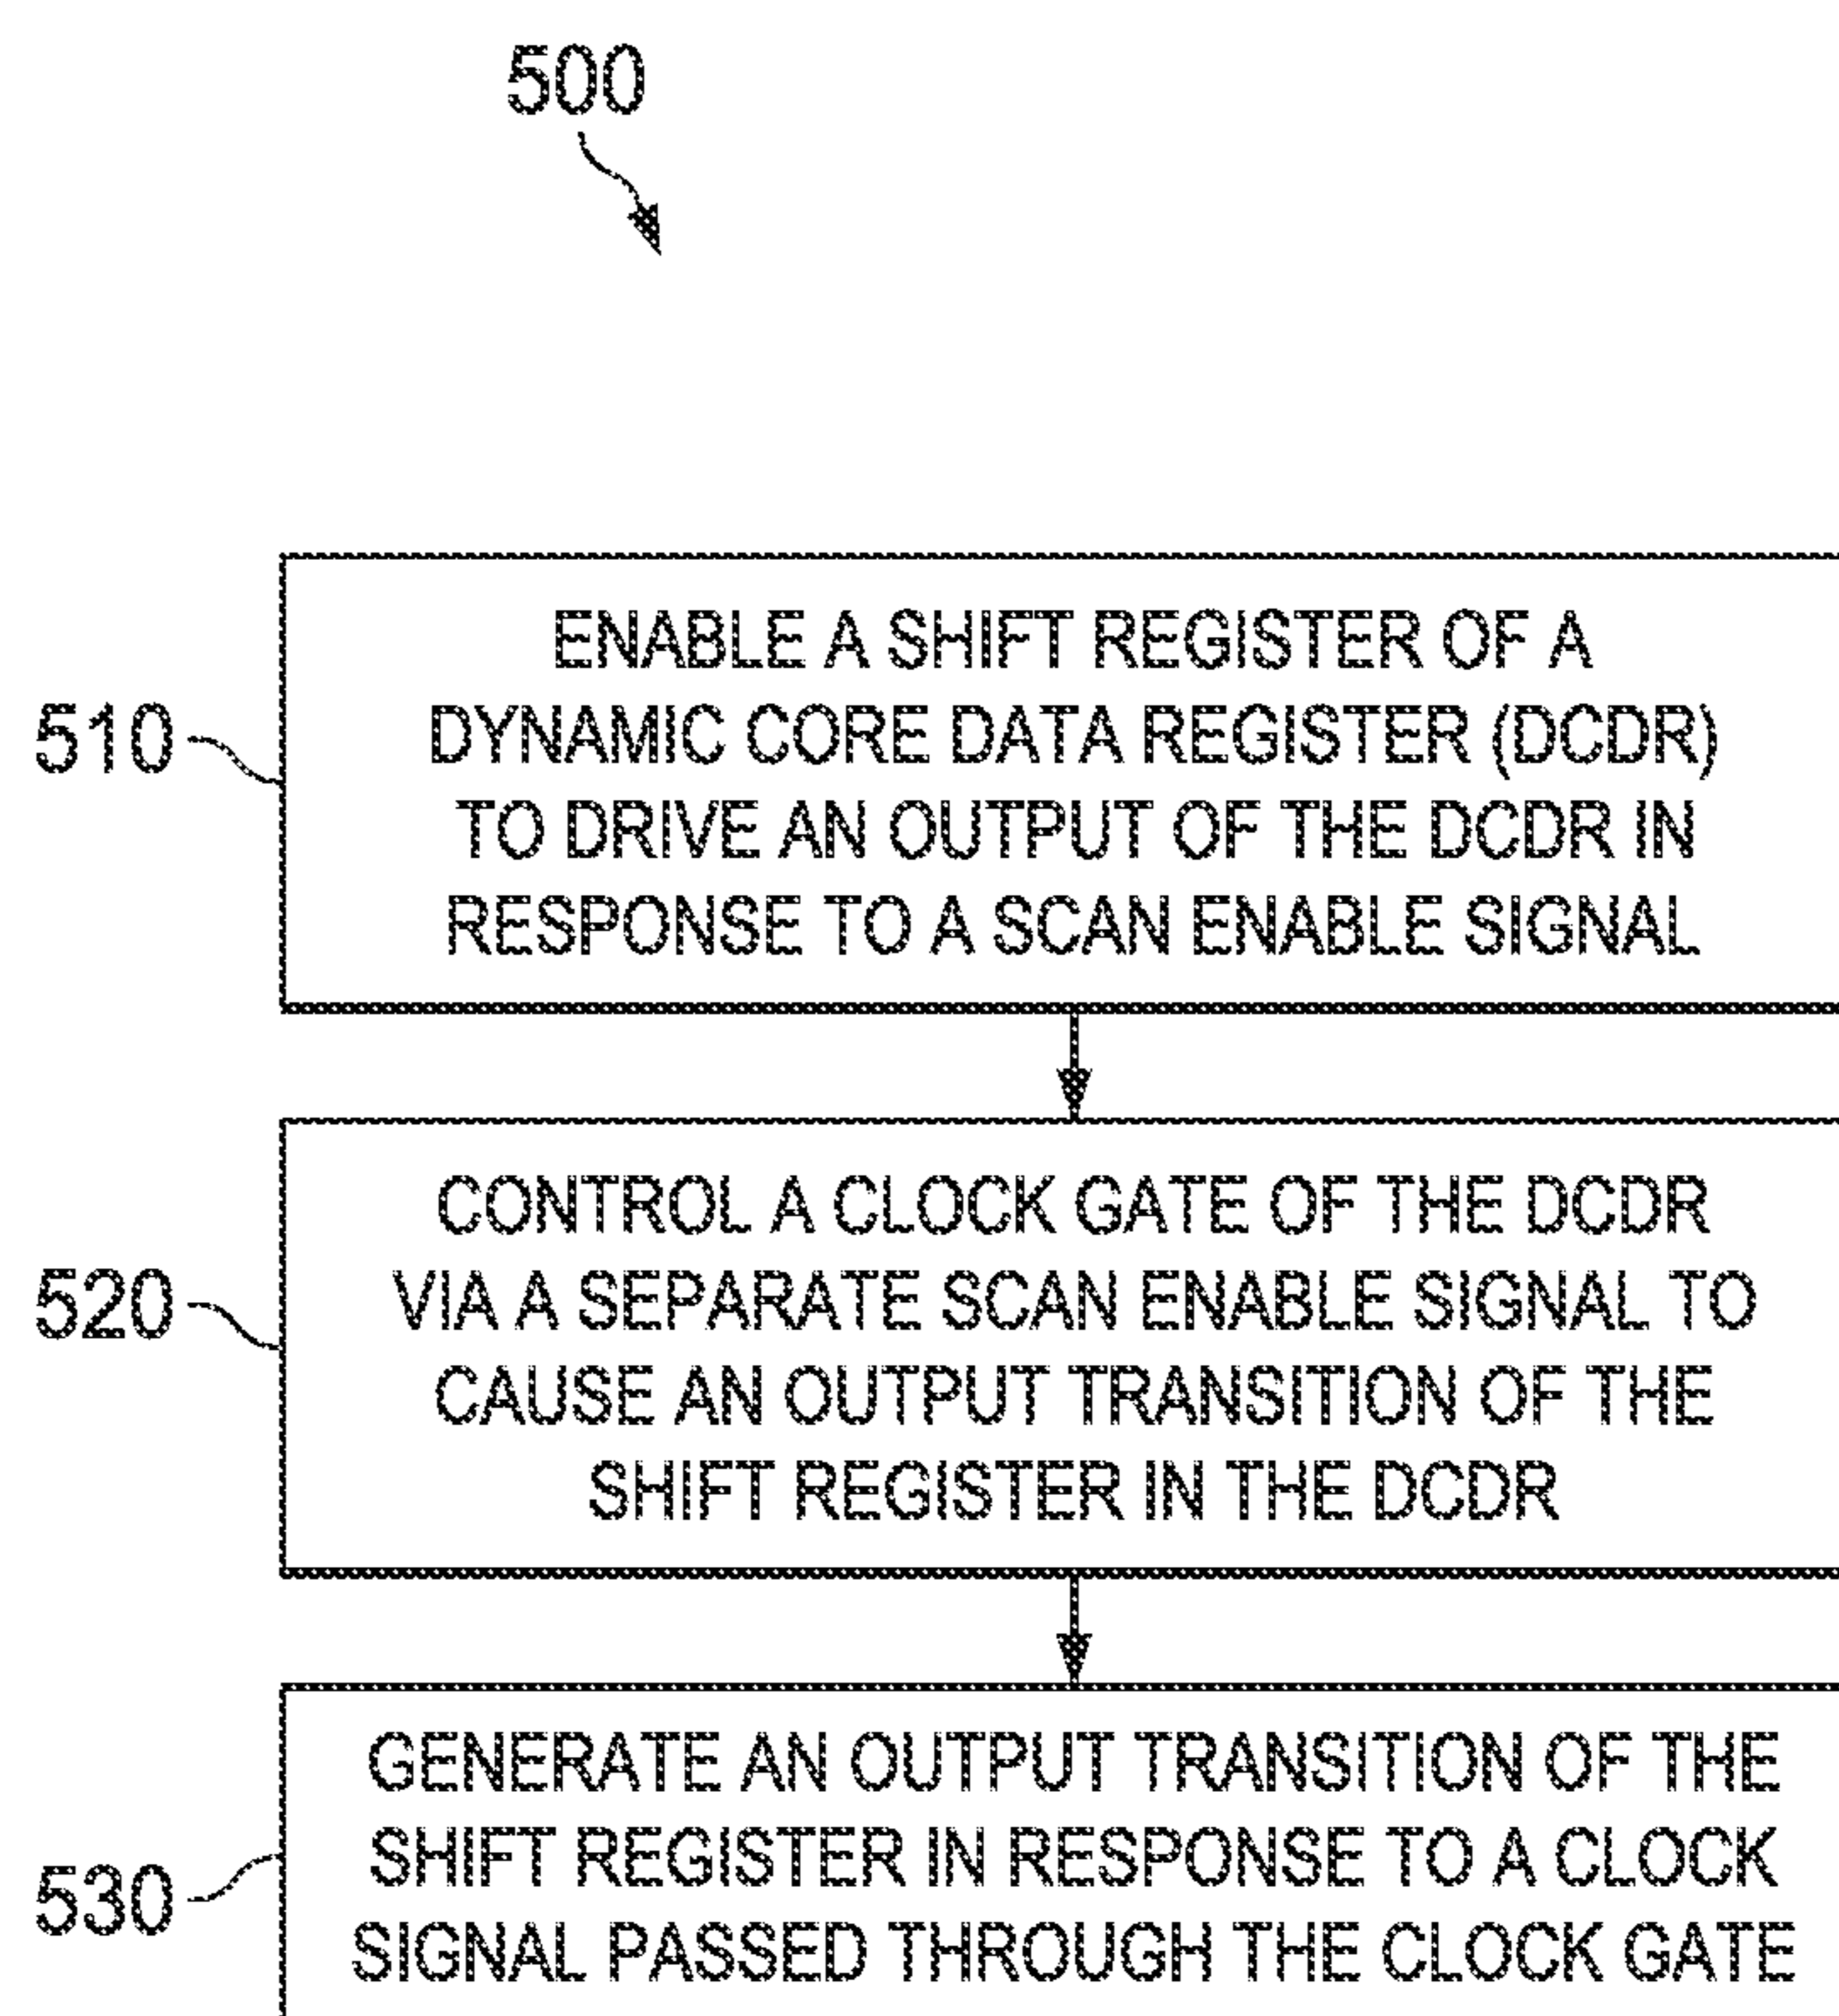 500
510
ENABLE A SHIFT REGISTER OF A
DYNAMIC CORE DATA REGISTER (DCDR)
TO DRIVE AN OUTPUT OF THE DCDR IN
RESPONSE TO A SCAN ENABLE SIGNAL
520
CONTROL A CLOCK GATE OF THE DCDR
VIA A SEPARATE SCAN ENABLE SIGNAL TO
CAUSE AN OUTPUT TRANSITION OF THE
SHIFT REGISTER IN THE DCDR
530
GENERATE AN OUTPUT TRANSITION OF THE
SHIFT REGISTER IN RESPONSE TO A CLOCK
SIGNAL PASSED THROUGH THE CLOCK GATE